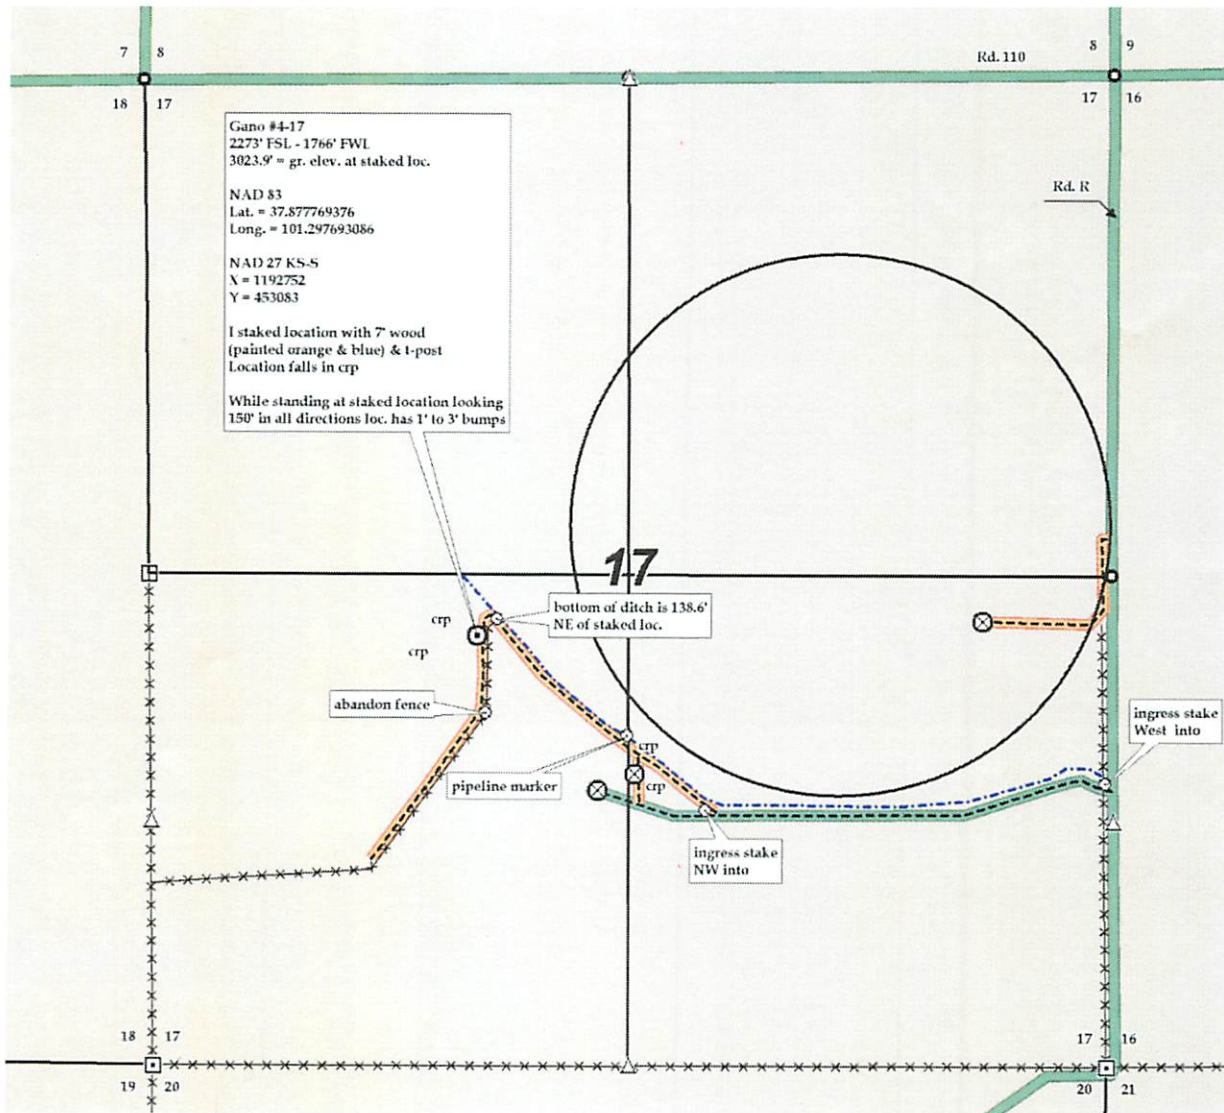 7 8
8 9
Rd. 110
18 17
17 16
Gano #4-17
2273' FSL - 1766' FWL
3023.9' = gr. elev. at staked loc.
NAD 83
Lat. = 37.877769376
Long. = 101.297693086
NAD 27 KS-S
X = 1192752
Y = 453083
I staked location with 7' wood
(painted orange & blue) & t-post
Location falls in crp
While standing at staked location looking
150' in all directions loc. has 1' to 3' bumps
Rd. R
17
bottom of ditch is 138.6'
NE of staked loc.
crp
crp
abandon fence
ingress stake
West into
crp
pipeline marker
crp
ingress stake
NW into
18 17
17 16
19 20
20 21